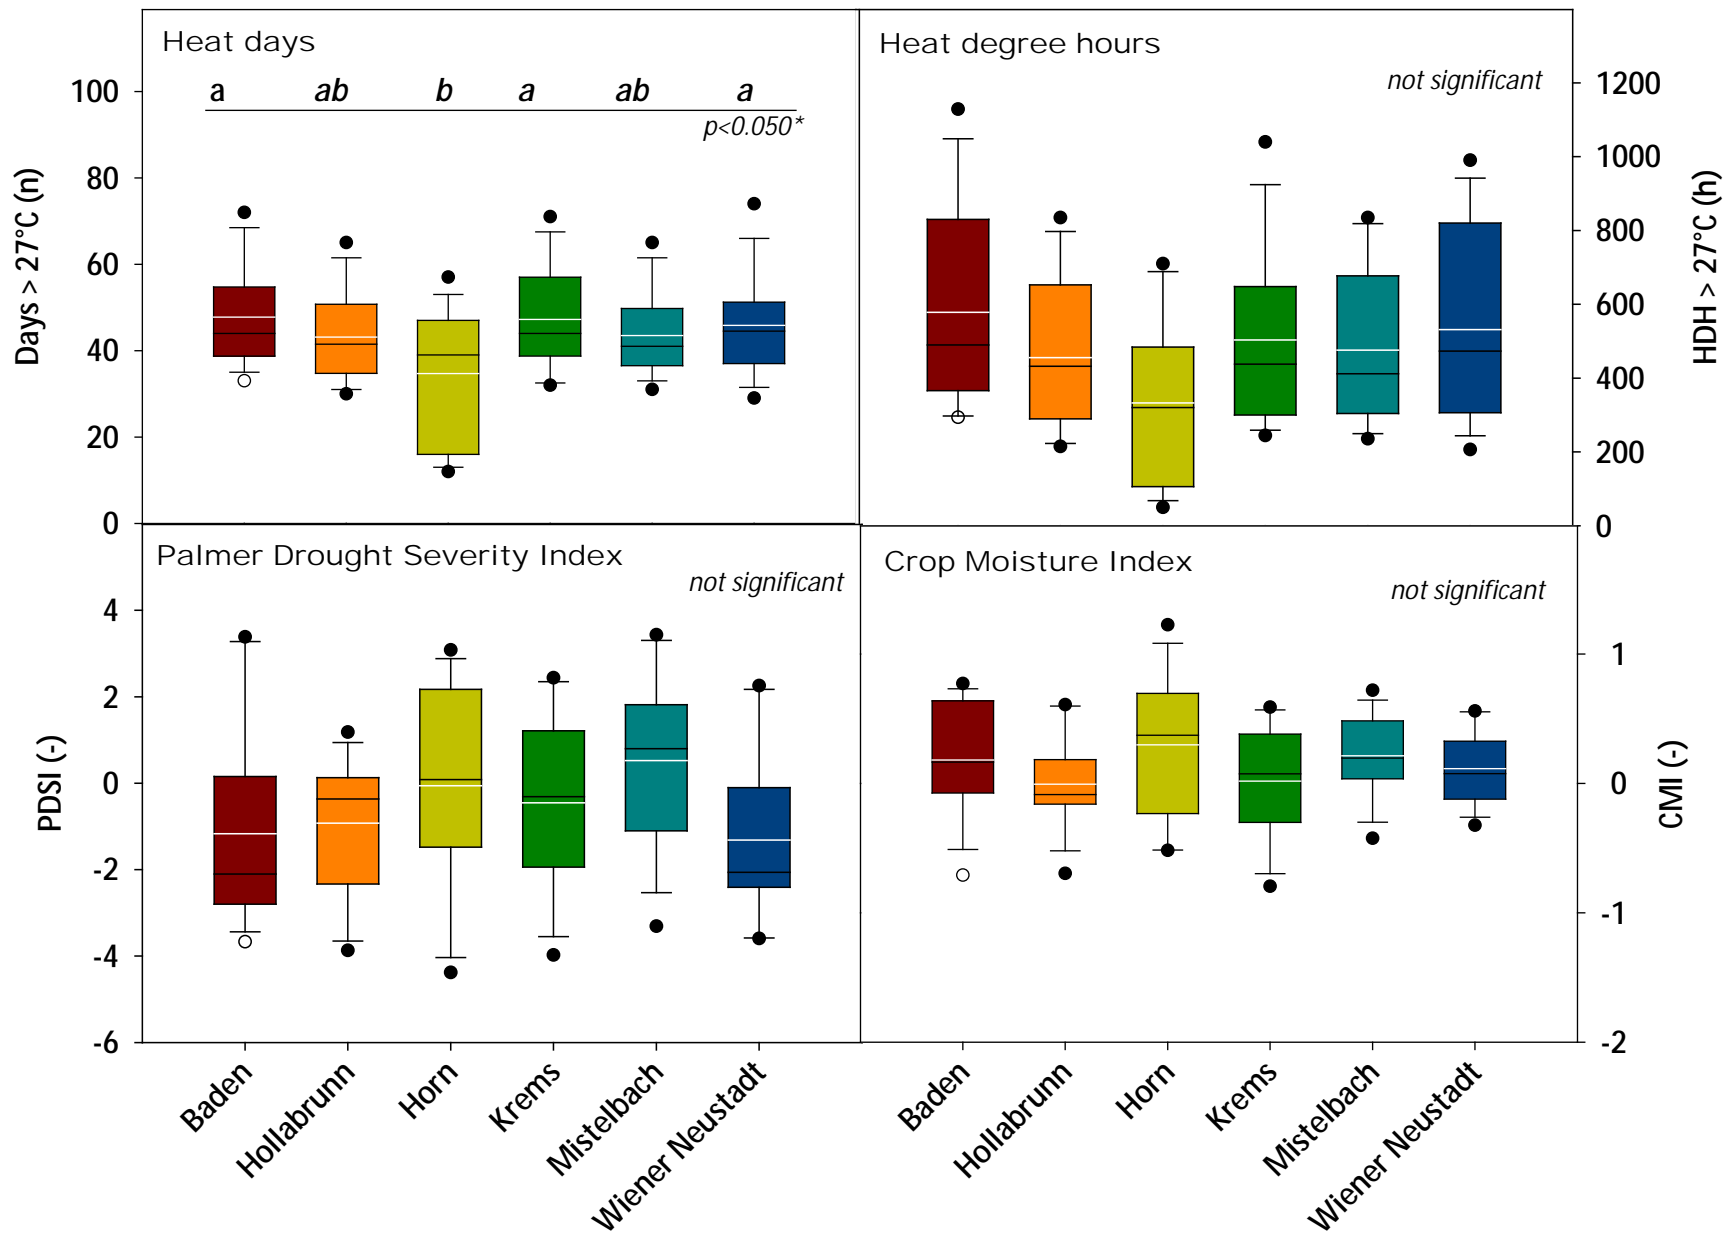 Heat days
a ab b a ab a
p<0.050*
100
80
60
40
20
0
Days > 27°C (n)
Heat degree hours
not significant
1200
1000
800
600
400
200
0
HDH > 27°C (h)
Palmer Drought Severity Index
not significant
4
2
0
-2
-4
-6
PDSI (-)
Crop Moisture Index
not significant
1
0
-1
-2
CMI (-)
Baden
Hollabrunn
Horn
Krems
Mistelbach
Wiener Neustadt
Baden
Hollabrunn
Horn
Krems
Mistelbach
Wiener Neustadt